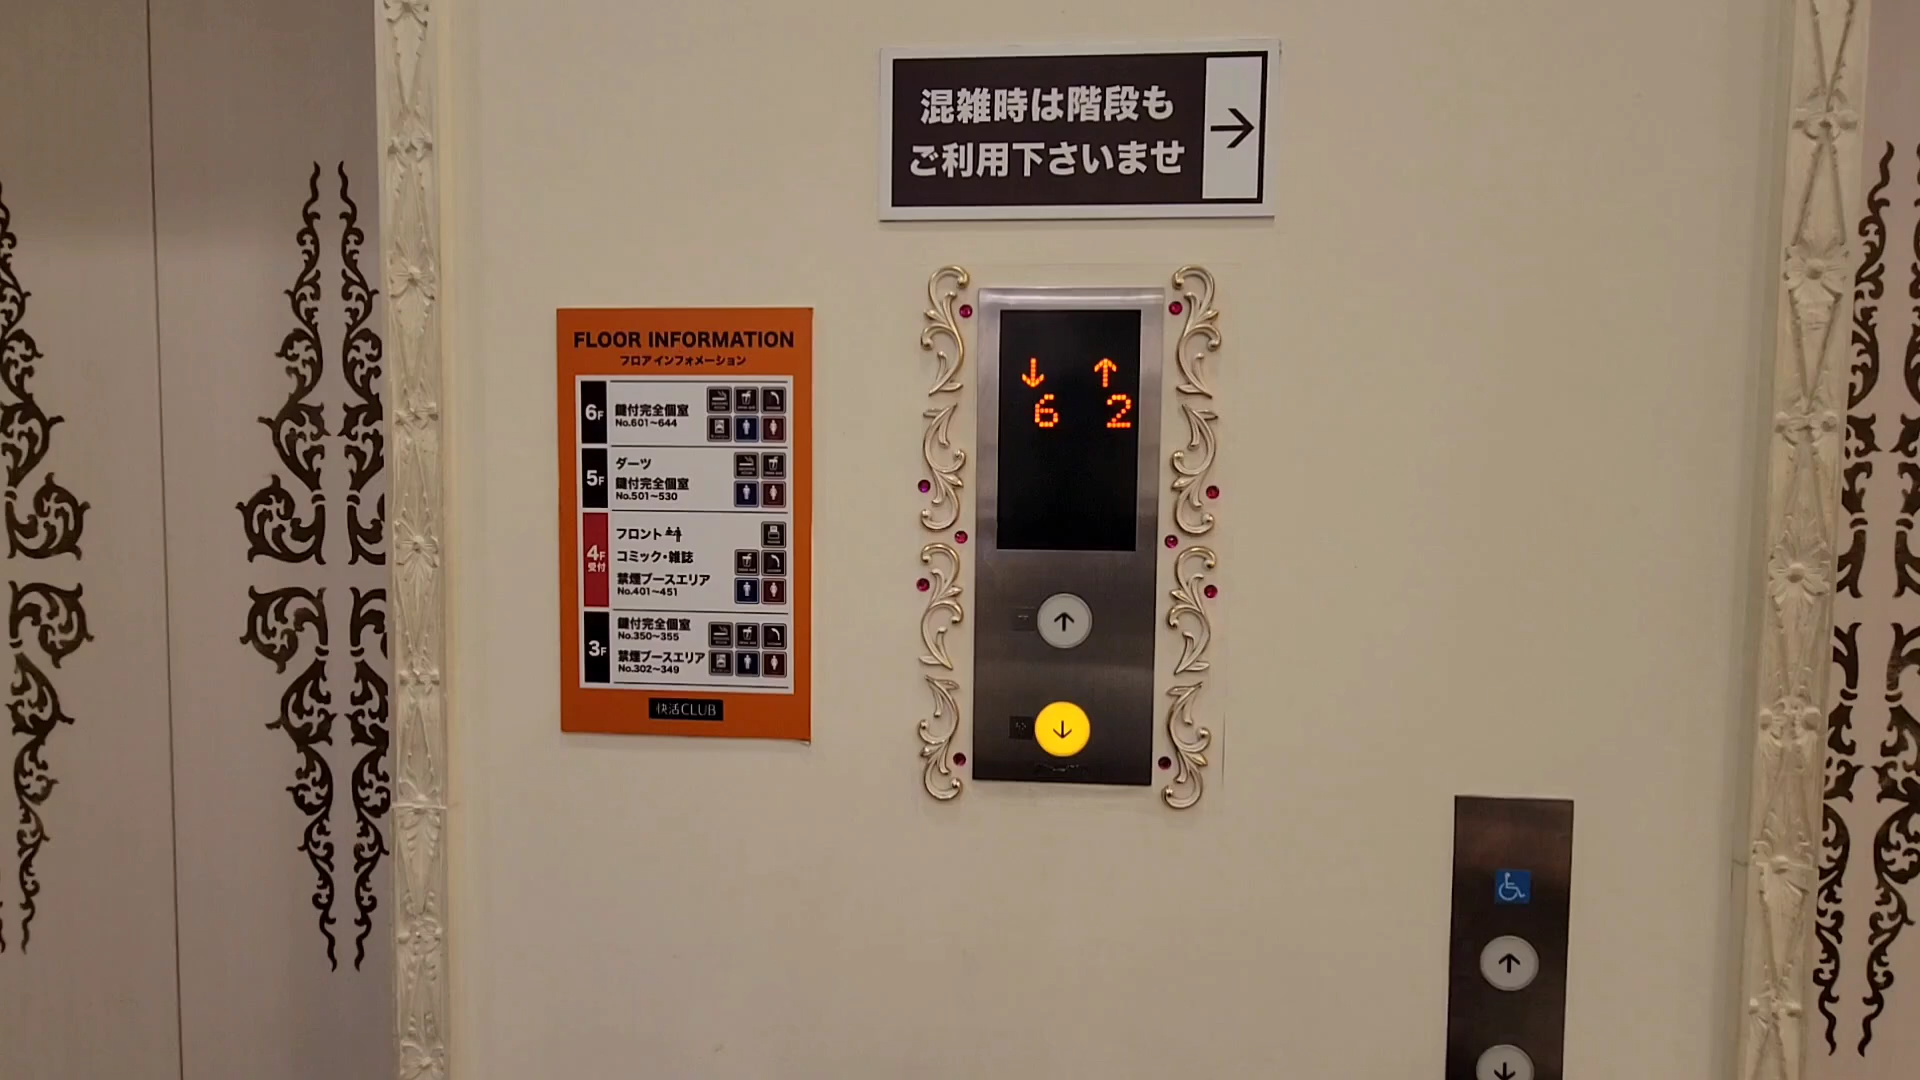 混雑時は階段も
ご利用下さいませ
→
FLOOR INFORMATION
フロアインフォメーション
6F
鍵付完全個室
No.601〜644
5F
ダーツ
鍵付完全個室
No.501〜530
4F
受付
フロント
コミック・雑誌
禁煙ブースエリア
No.401〜451
3F
鍵付完全個室
No.350〜355
禁煙ブースエリア
No.302〜349
快活CLUB
↓ ↑
6 2
↑
↓
↑
↓